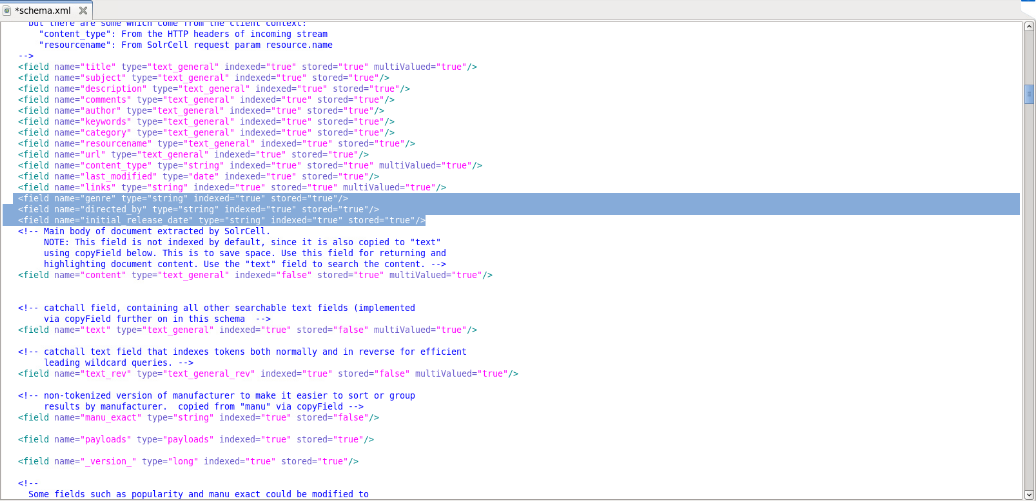 *schema.xml
but there are some which come from the client context:
"content_type": From the HTTP headers of incoming stream
"resourcename": From SolrCell request param resource.name
-->
<field name="title" type="text_general" indexed="true" stored="true" multiValued="true"/>
<field name="subject" type="text_general" indexed="true" stored="true"/>
<field name="description" type="text_general" indexed="true" stored="true"/>
<field name="comments" type="text_general" indexed="true" stored="true"/>
<field name="author" type="text_general" indexed="true" stored="true"/>
<field name="keywords" type="text_general" indexed="true" stored="true"/>
<field name="category" type="text_general" indexed="true" stored="true"/>
<field name="resourcename" type="text_general" indexed="true" stored="true"/>
<field name="url" type="text_general" indexed="true" stored="true"/>
<field name="content_type" type="string" indexed="true" stored="true" multiValued="true"/>
<field name="last_modified" type="date" indexed="true" stored="true"/>
<field name="links" type="string" indexed="true" stored="true" multiValued="true"/>
<field name="genre" type="string" indexed="true" stored="true"/>
<field name="directed_by" type="string" indexed="true" stored="true"/>
<field name="initial_release_date" type="string" indexed="true" stored="true"/>
<!-- Main body of document extracted by SolrCell.
NOTE: This field is not indexed by default, since it is also copied to "text"
using copyField below. This is to save space. Use this field for returning and
highlighting document content. Use the "text" field to search the content. -->
<field name="content" type="text_general" indexed="false" stored="true" multiValued="true"/>
<!-- catchall field, containing all other searchable text fields (implemented
via copyField further on in this schema  -->
<field name="text" type="text_general" indexed="true" stored="false" multiValued="true"/>
<!-- catchall text field that indexes tokens both normally and in reverse for efficient
leading wildcard queries. -->
<field name="text_rev" type="text_general_rev" indexed="true" stored="false" multiValued="true"/>
<!-- non-tokenized version of manufacturer to make it easier to sort or group
results by manufacturer.  copied from "manu" via copyField -->
<field name="manu_exact" type="string" indexed="true" stored="false"/>
<field name="payloads" type="payloads" indexed="true" stored="true"/>
<field name="_version_" type="long" indexed="true" stored="true"/>
<!--
Some fields such as popularity and manu_exact could be modified to